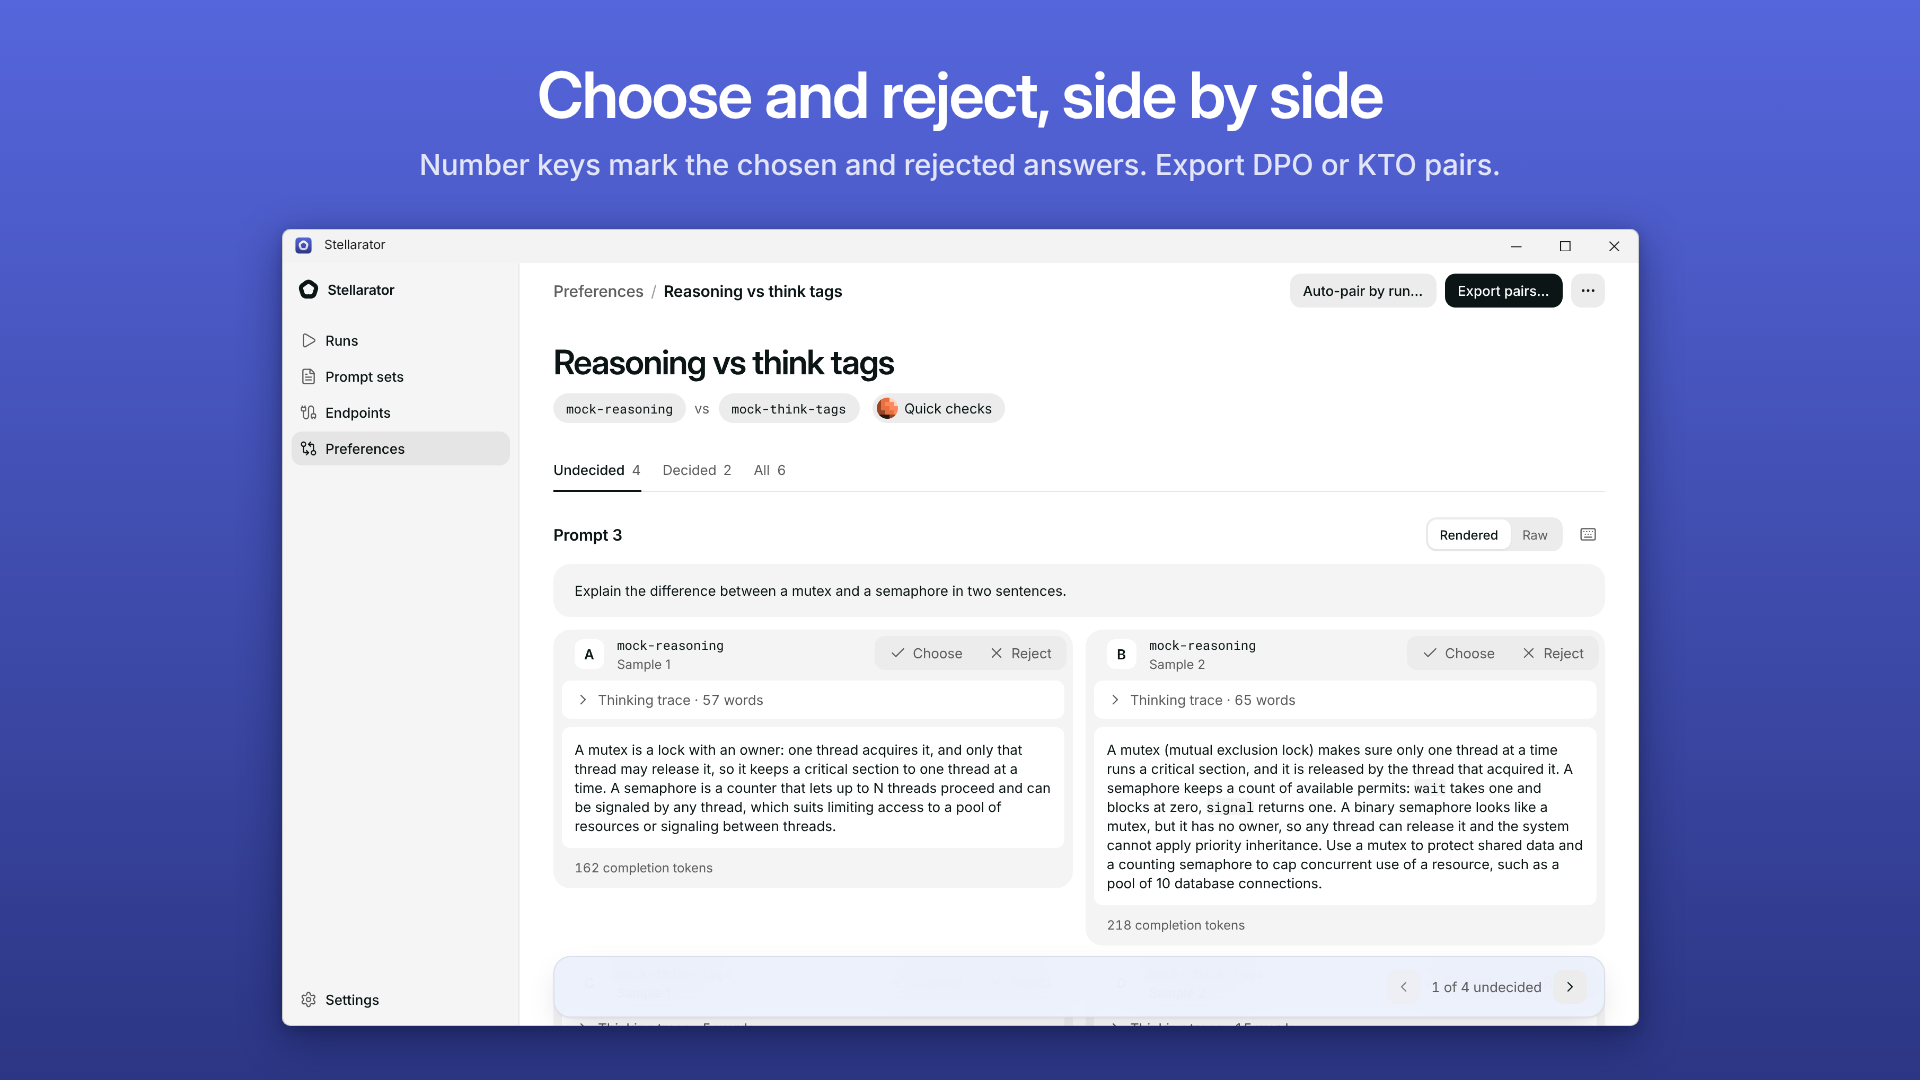 Choose and reject, side by side
Number keys mark the chosen and rejected answers. Export DPO or KTO pairs.
Stellarator
Stellarator
Runs
Prompt sets
Endpoints
Preferences
Settings
Preferences / Reasoning vs think tags
Auto-pair by run...
Export pairs...
Reasoning vs think tags
mock-reasoning vs mock-think-tags Quick checks
Undecided 4 Decided 2 All 6
Prompt 3
Rendered Raw
Explain the difference between a mutex and a semaphore in two sentences.
A
mock-reasoning
Sample 1
Choose Reject
Thinking trace · 57 words
A mutex is a lock with an owner: one thread acquires it, and only that
thread may release it, so it keeps a critical section to one thread at a
time. A semaphore is a counter that lets up to N threads proceed and can
be signaled by any thread, which suits limiting access to a pool of
resources or signaling between threads.
162 completion tokens
B
mock-reasoning
Sample 2
Choose Reject
Thinking trace · 65 words
A mutex (mutual exclusion lock) makes sure only one thread at a time
runs a critical section, and it is released by the thread that acquired it. A
semaphore keeps a count of available permits: wait takes one and
blocks at zero, signal returns one. A binary semaphore looks like a
mutex, but it has no owner, so any thread can release it and the system
cannot apply priority inheritance. Use a mutex to protect shared data and
a counting semaphore to cap concurrent use of a resource, such as a
pool of 10 database connections.
218 completion tokens
1 of 4 undecided